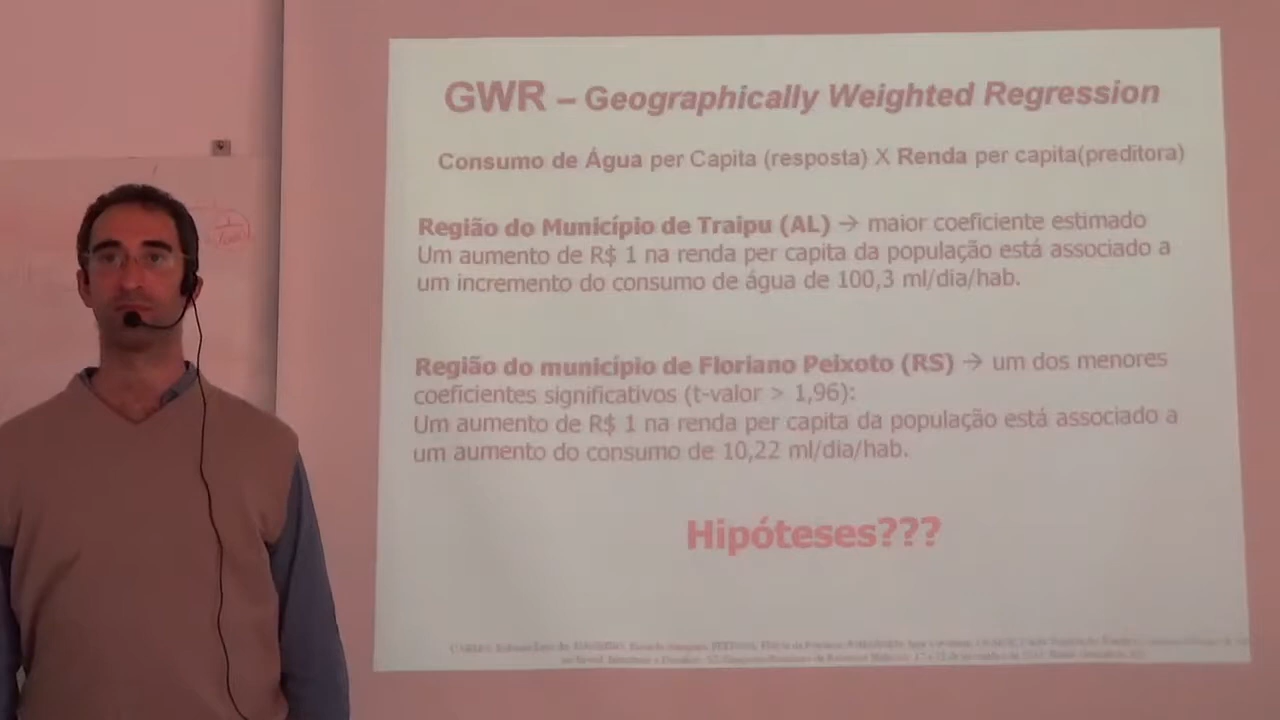 GWR – Geographically Weighted Regression
Consumo de Água per Capita (resposta) X Renda per capita(preditora)
Região do Município de Traipu (AL) → maior coeficiente estimado
Um aumento de R$ 1 na renda per capita da população está associado a
um incremento do consumo de água de 100,3 ml/dia/hab.
Região do município de Floriano Peixoto (RS) → um dos menores
coeficientes significativos (t-valor > 1,96):
Um aumento de R$ 1 na renda per capita da população está associado a
um aumento do consumo de 10,22 ml/dia/hab.
Hipóteses???